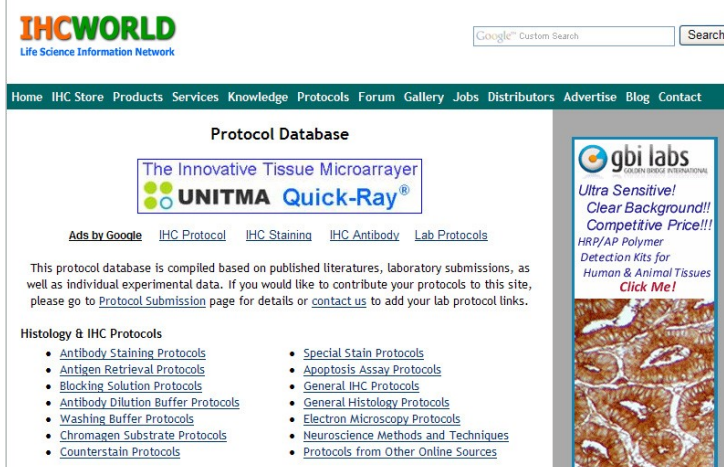 IHCWORLD
Life Science Information Network
Google™ Custom Search
Search
Home IHC Store Products Services Knowledge Protocols Forum Gallery Jobs Distributors Advertise Blog Contact
Protocol Database
The Innovative Tissue Microarrayer
UNITMA Quick-Ray®
Ads by Google IHC Protocol IHC Staining IHC Antibody Lab Protocols
This protocol database is compiled based on published literatures, laboratory submissions, as
well as individual experimental data. If you would like to contribute your protocols to this site,
please go to Protocol Submission page for details or contact us to add your lab protocol links.
Histology & IHC Protocols
• Antibody Staining Protocols
• Antigen Retrieval Protocols
• Blocking Solution Protocols
• Antibody Dilution Buffer Protocols
• Washing Buffer Protocols
• Chromagen Substrate Protocols
• Counterstain Protocols
• Special Stain Protocols
• Apoptosis Assay Protocols
• General IHC Protocols
• General Histology Protocols
• Electron Microscopy Protocols
• Neuroscience Methods and Techniques
• Protocols from Other Online Sources
gbi labs
GOLDEN BRIDGE INTERNATIONAL
Ultra Sensitive!
Clear Background!!
Competitive Price!!!
HRP/AP Polymer
Detection Kits for
Human & Animal Tissues
Click Me!